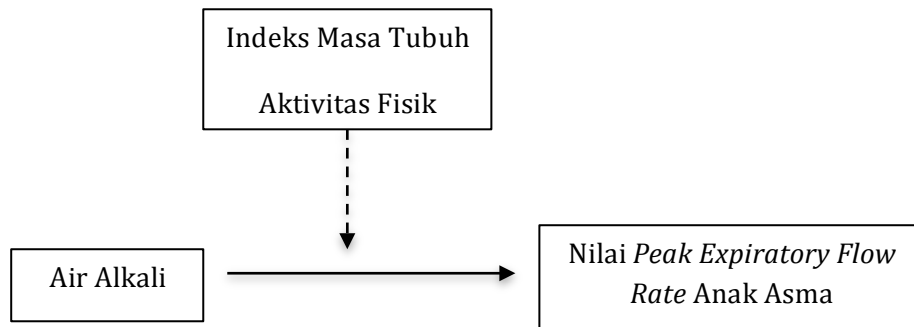 Indeks Masa Tubuh
Aktivitas Fisik
Air Alkali
Nilai Peak Expiratory Flow
Rate Anak Asma